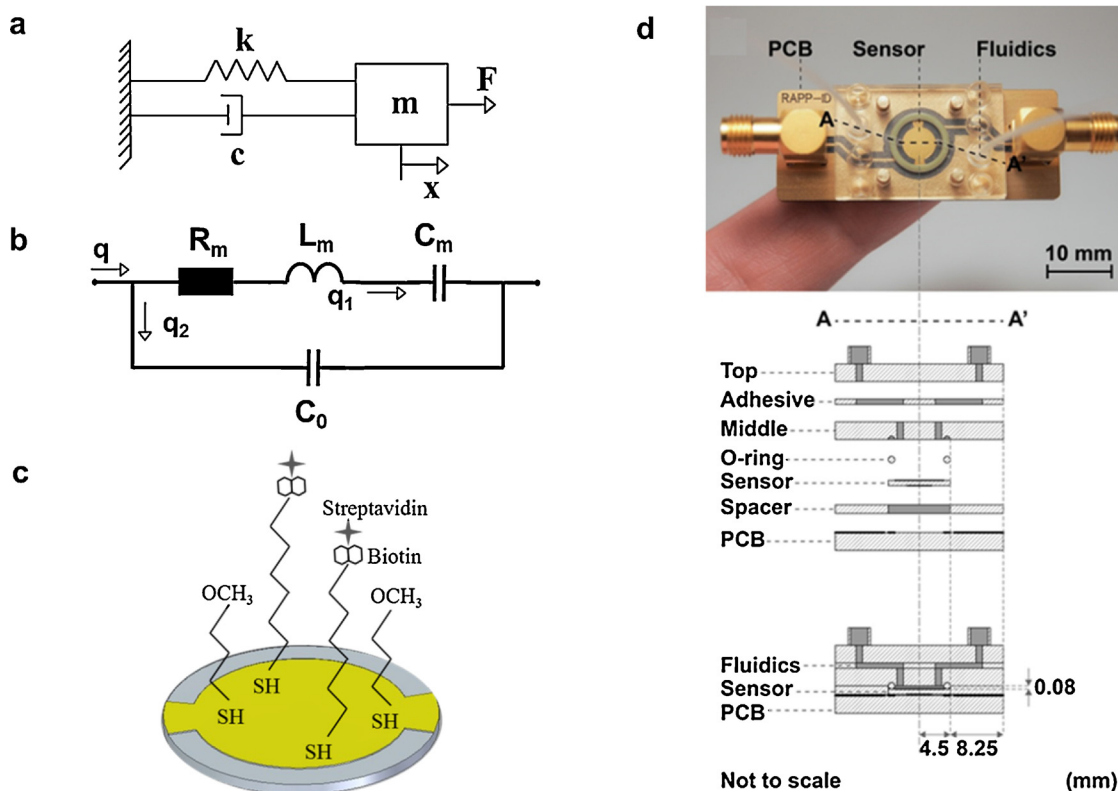 a
k
F
m
c
x
b
q
Rm
Lm
Cm
q1
q2
C0
c
Streptavidin
Biotin
OCH3
OCH3
SH
SH
SH
SH
d
PCB
Sensor
Fluidics
RAPP-ID
A
A'
10 mm
A
A'
Top
Adhesive
Middle
O-ring
Sensor
Spacer
PCB
Fluidics
Sensor
PCB
0.08
4.5
8.25
Not to scale
(mm)